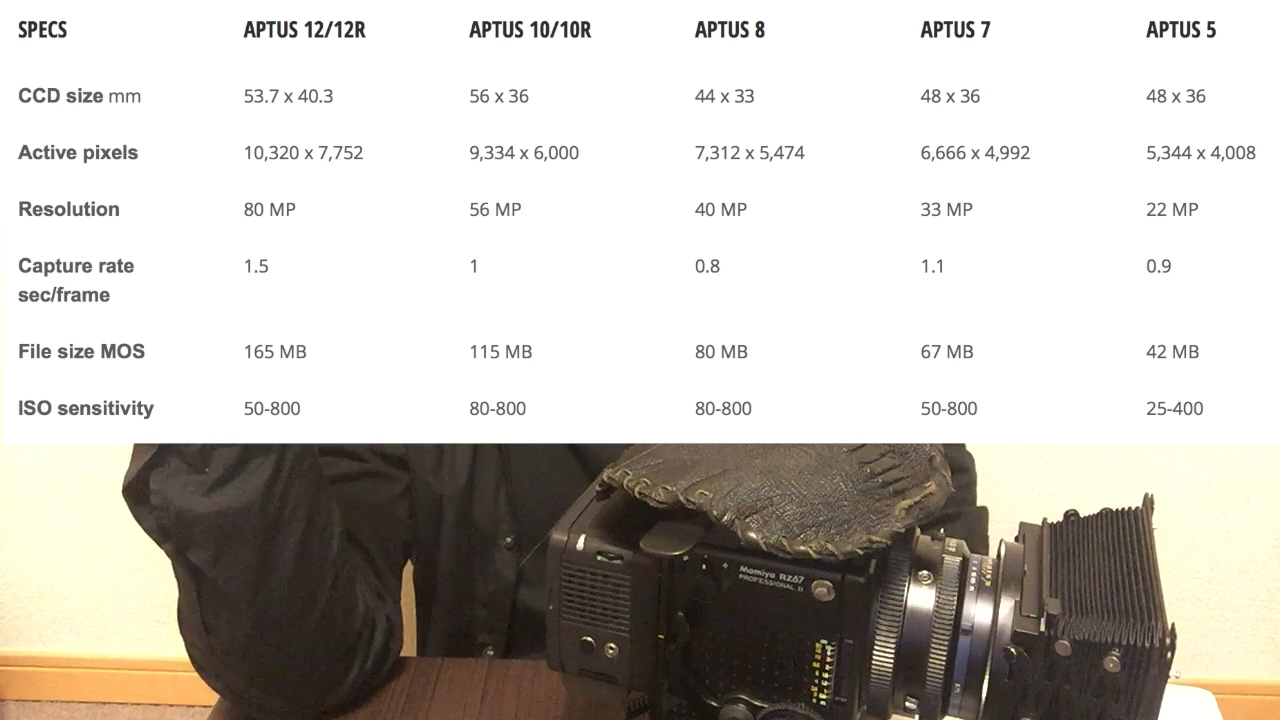 SPECS APTUS 12/12R APTUS 10/10R APTUS 8 APTUS 7 APTUS 5
CCD size mm 53.7 x 40.3 56 x 36 44 x 33 48 x 36 48 x 36
Active pixels 10,320 x 7,752 9,334 x 6,000 7,312 x 5,474 6,666 x 4,992 5,344 x 4,008
Resolution 80 MP 56 MP 40 MP 33 MP 22 MP
Capture rate 1.5 1 0.8 1.1 0.9
sec/frame
File size MOS 165 MB 115 MB 80 MB 67 MB 42 MB
ISO sensitivity 50-800 80-800 80-800 50-800 25-400
Mamiya RZ67
PROFESSIONAL II